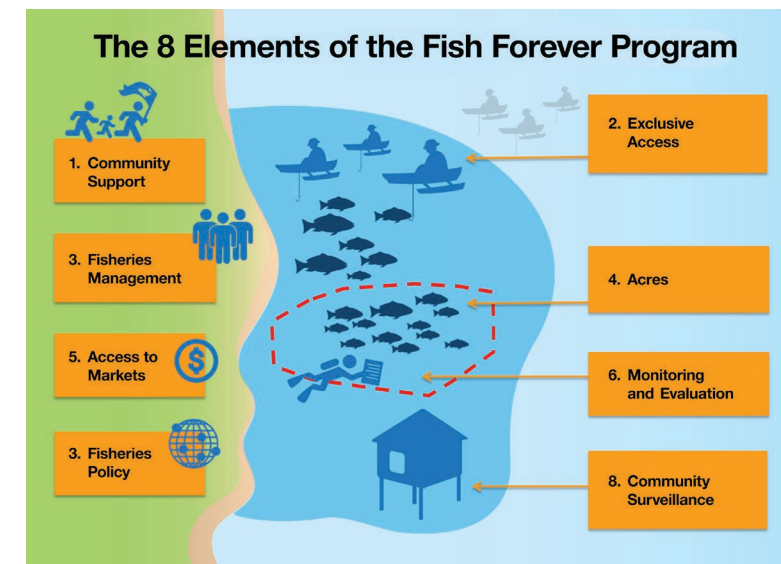 The 8 Elements of the Fish Forever Program
1. Community
Support
2. Exclusive
Access
3. Fisheries
Management
4. Acres
5. Access to
Markets
$
6. Monitoring
and Evaluation
3. Fisheries
Policy
8. Community
Surveillance